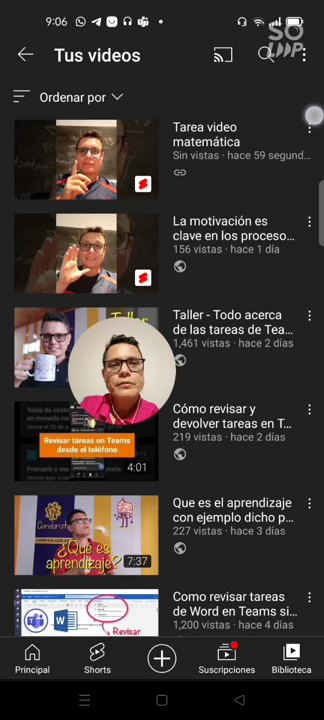 9:06
SO
LOOP
Tus videos
Ordenar por
Tarea video
matemática
Sin vistas · hace 59 segund...
La motivación es
clave en los proceso...
156 vistas · hace 1 día
Taller
Taller - Todo acerca
de las tareas de Tea...
1,461 vistas · hace 2 días
Cómo revisar y
devolver tareas en T...
219 vistas · hace 2 días
Revisar tareas en Teams
desde el teléfono
4:01
Que es el aprendizaje
con ejemplo dicho p...
227 vistas · hace 3 días
¿Qué es
aprendizaje?
7:37
Como revisar tareas
de Word en Teams si...
1,200 vistas · hace 4 días
Revisar
Principal
Shorts
Suscripciones
Biblioteca